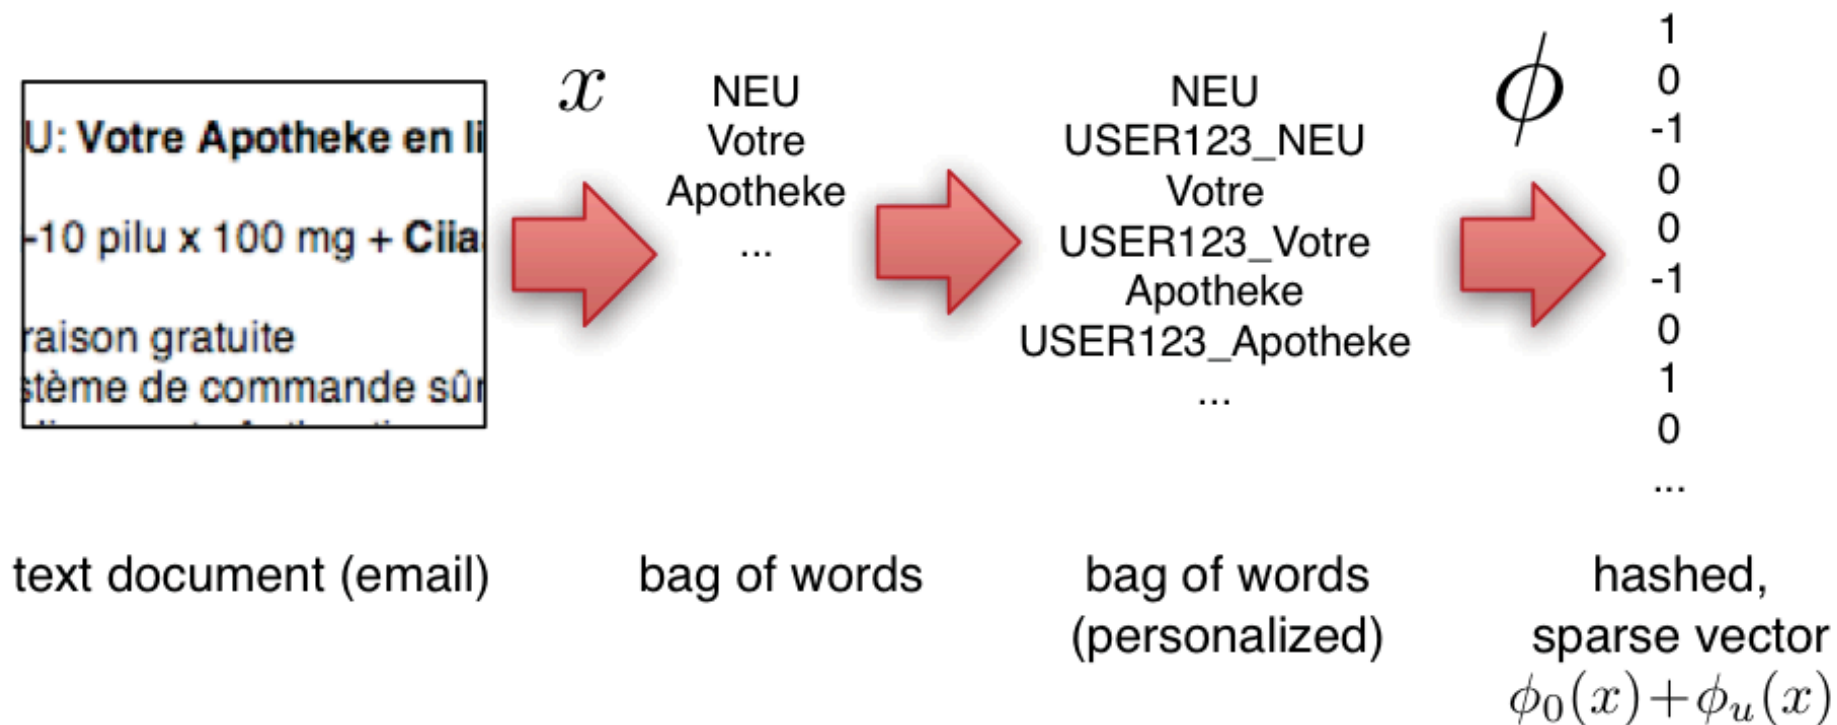 U: Votre Apotheke en li
-10 pilu x 100 mg + Ciia
raison gratuite
stème de commande sûr
text document (email)
x
NEU
Votre
Apotheke
...
bag of words
NEU
USER123_NEU
Votre
USER123_Votre
Apotheke
USER123_Apotheke
...
bag of words
(personalized)
ϕ
1
0
-1
0
0
-1
0
1
0
...
hashed,
sparse vector
ϕ₀(x)+ϕᵤ(x)